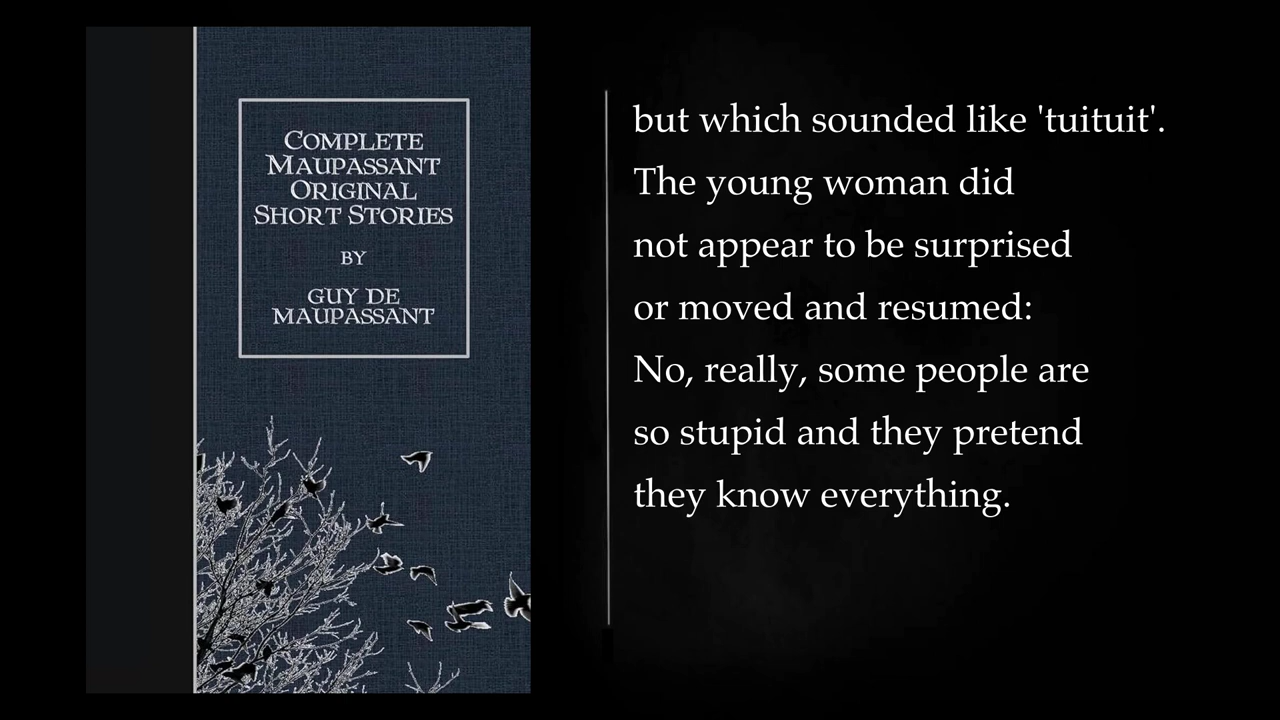 COMPLETE
MAUPASSANT
ORIGINAL
SHORT STORIES
BY
GUY DE
MAUPASSANT
but which sounded like 'tuituit'.
The young woman did
not appear to be surprised
or moved and resumed:
No, really, some people are
so stupid and they pretend
they know everything.